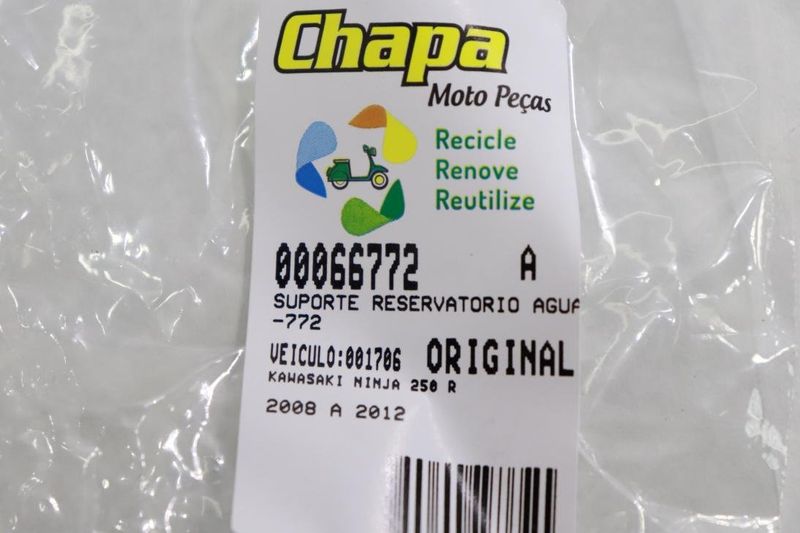 Chapa
Moto Peças
Recicle
Renove
Reutilize
00066772 A
SUPORTE RESERVATORIO AGUA
-772
VEICULO:001706 ORIGINAL
KAWASAKI NINJA 250 R
2008 A 2012